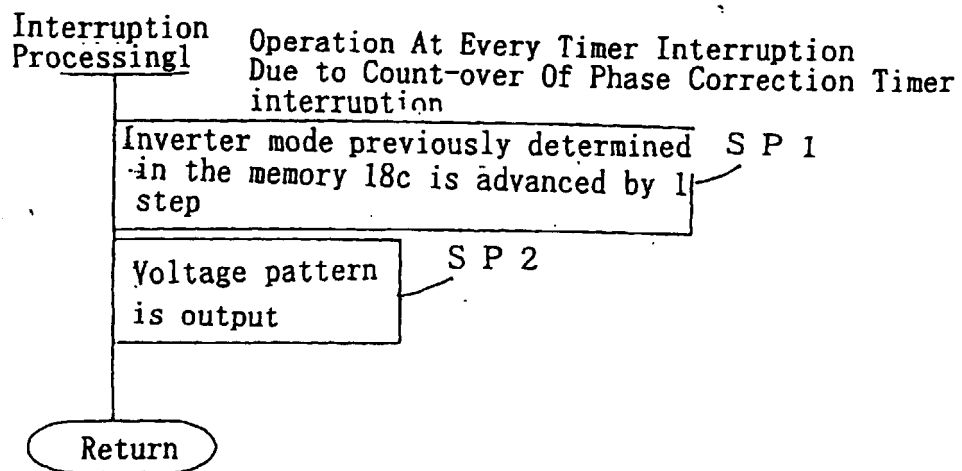 Interruption
Processing1
Operation At Every Timer Interruption
Due to Count-over Of Phase Correction Timer
interruption
Inverter mode previously determined
in the memory 18c is advanced by 1
step
S P 1
Voltage pattern
is output
S P 2
Return